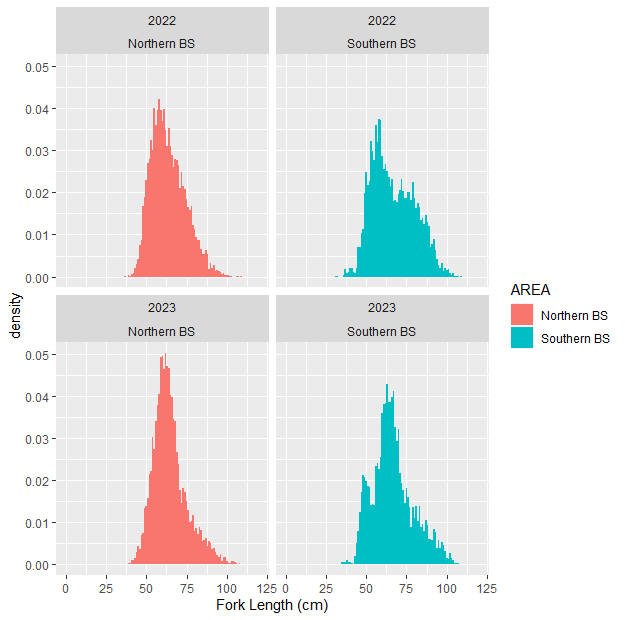 2022
2022
Northern BS
Southern BS
0.05
0.04
0.03
0.02
0.01
0.00
2023
2023
Northern BS
Southern BS
0.05
0.04
0.03
0.02
0.01
0.00
0 25 50 75 100 125
0 25 50 75 100 125
Fork Length (cm)
density
AREA
Northern BS
Southern BS